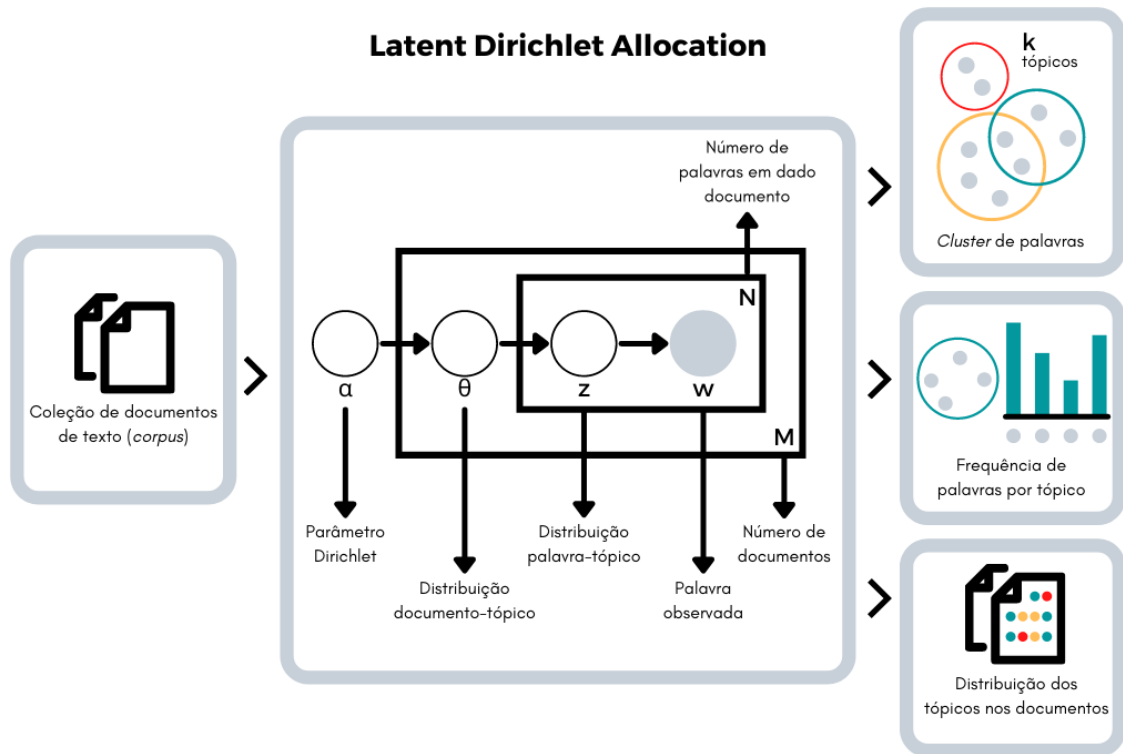 Latent Dirichlet Allocation
Coleção de documentos
de texto (corpus)
Número de
palavras em dado
documento
N
α
θ
z
w
M
Parâmetro
Dirichlet
Distribuição
documento-tópico
Distribuição
palavra-tópico
Palavra
observada
Número de
documentos
k
tópicos
Cluster de palavras
Frequência de
palavras por tópico
Distribuição dos
tópicos nos documentos